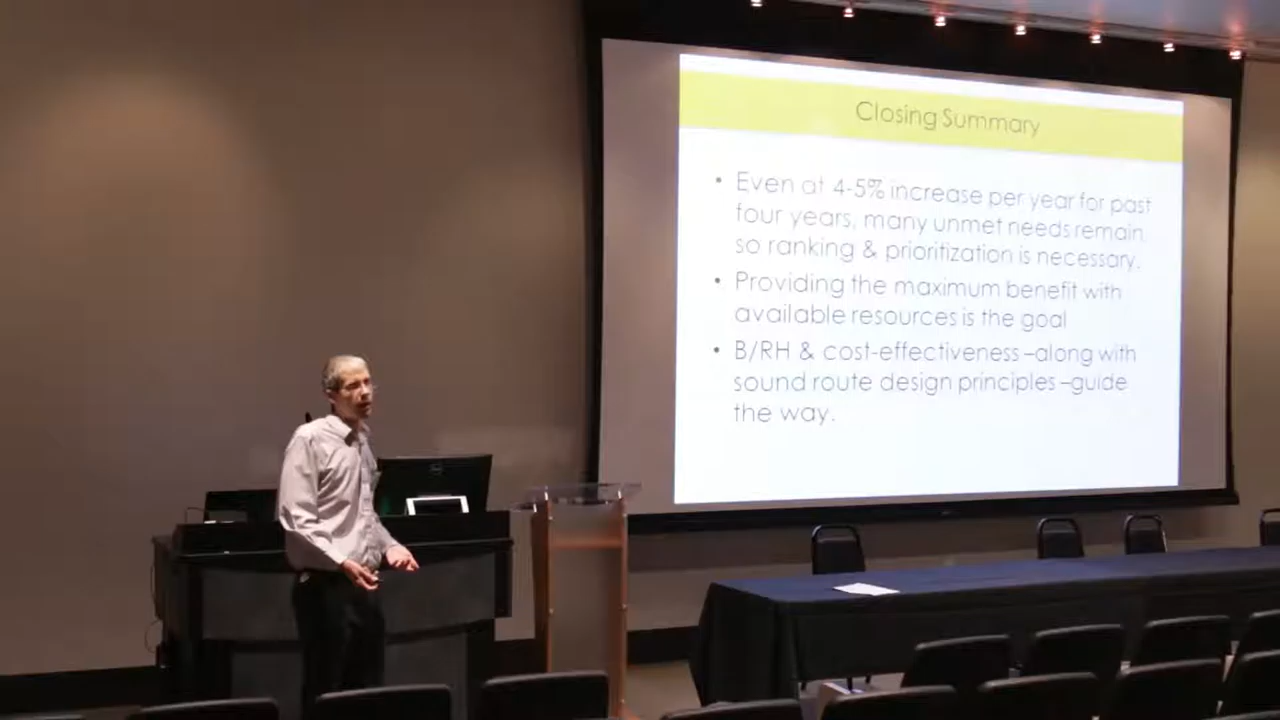 Closing Summary
• Even at 4-5% increase per year for past
four years, many unmet needs remain,
so ranking & prioritization is necessary.
• Providing the maximum benefit with
available resources is the goal
• B/RH & cost-effectiveness –along with
sound route design principles –guide
the way.